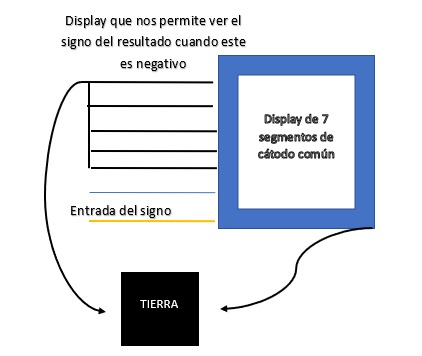 Display que nos permite ver el
signo del resultado cuando este
es negativo
Display de 7
segmentos de
cátodo común
Entrada del signo
TIERRA